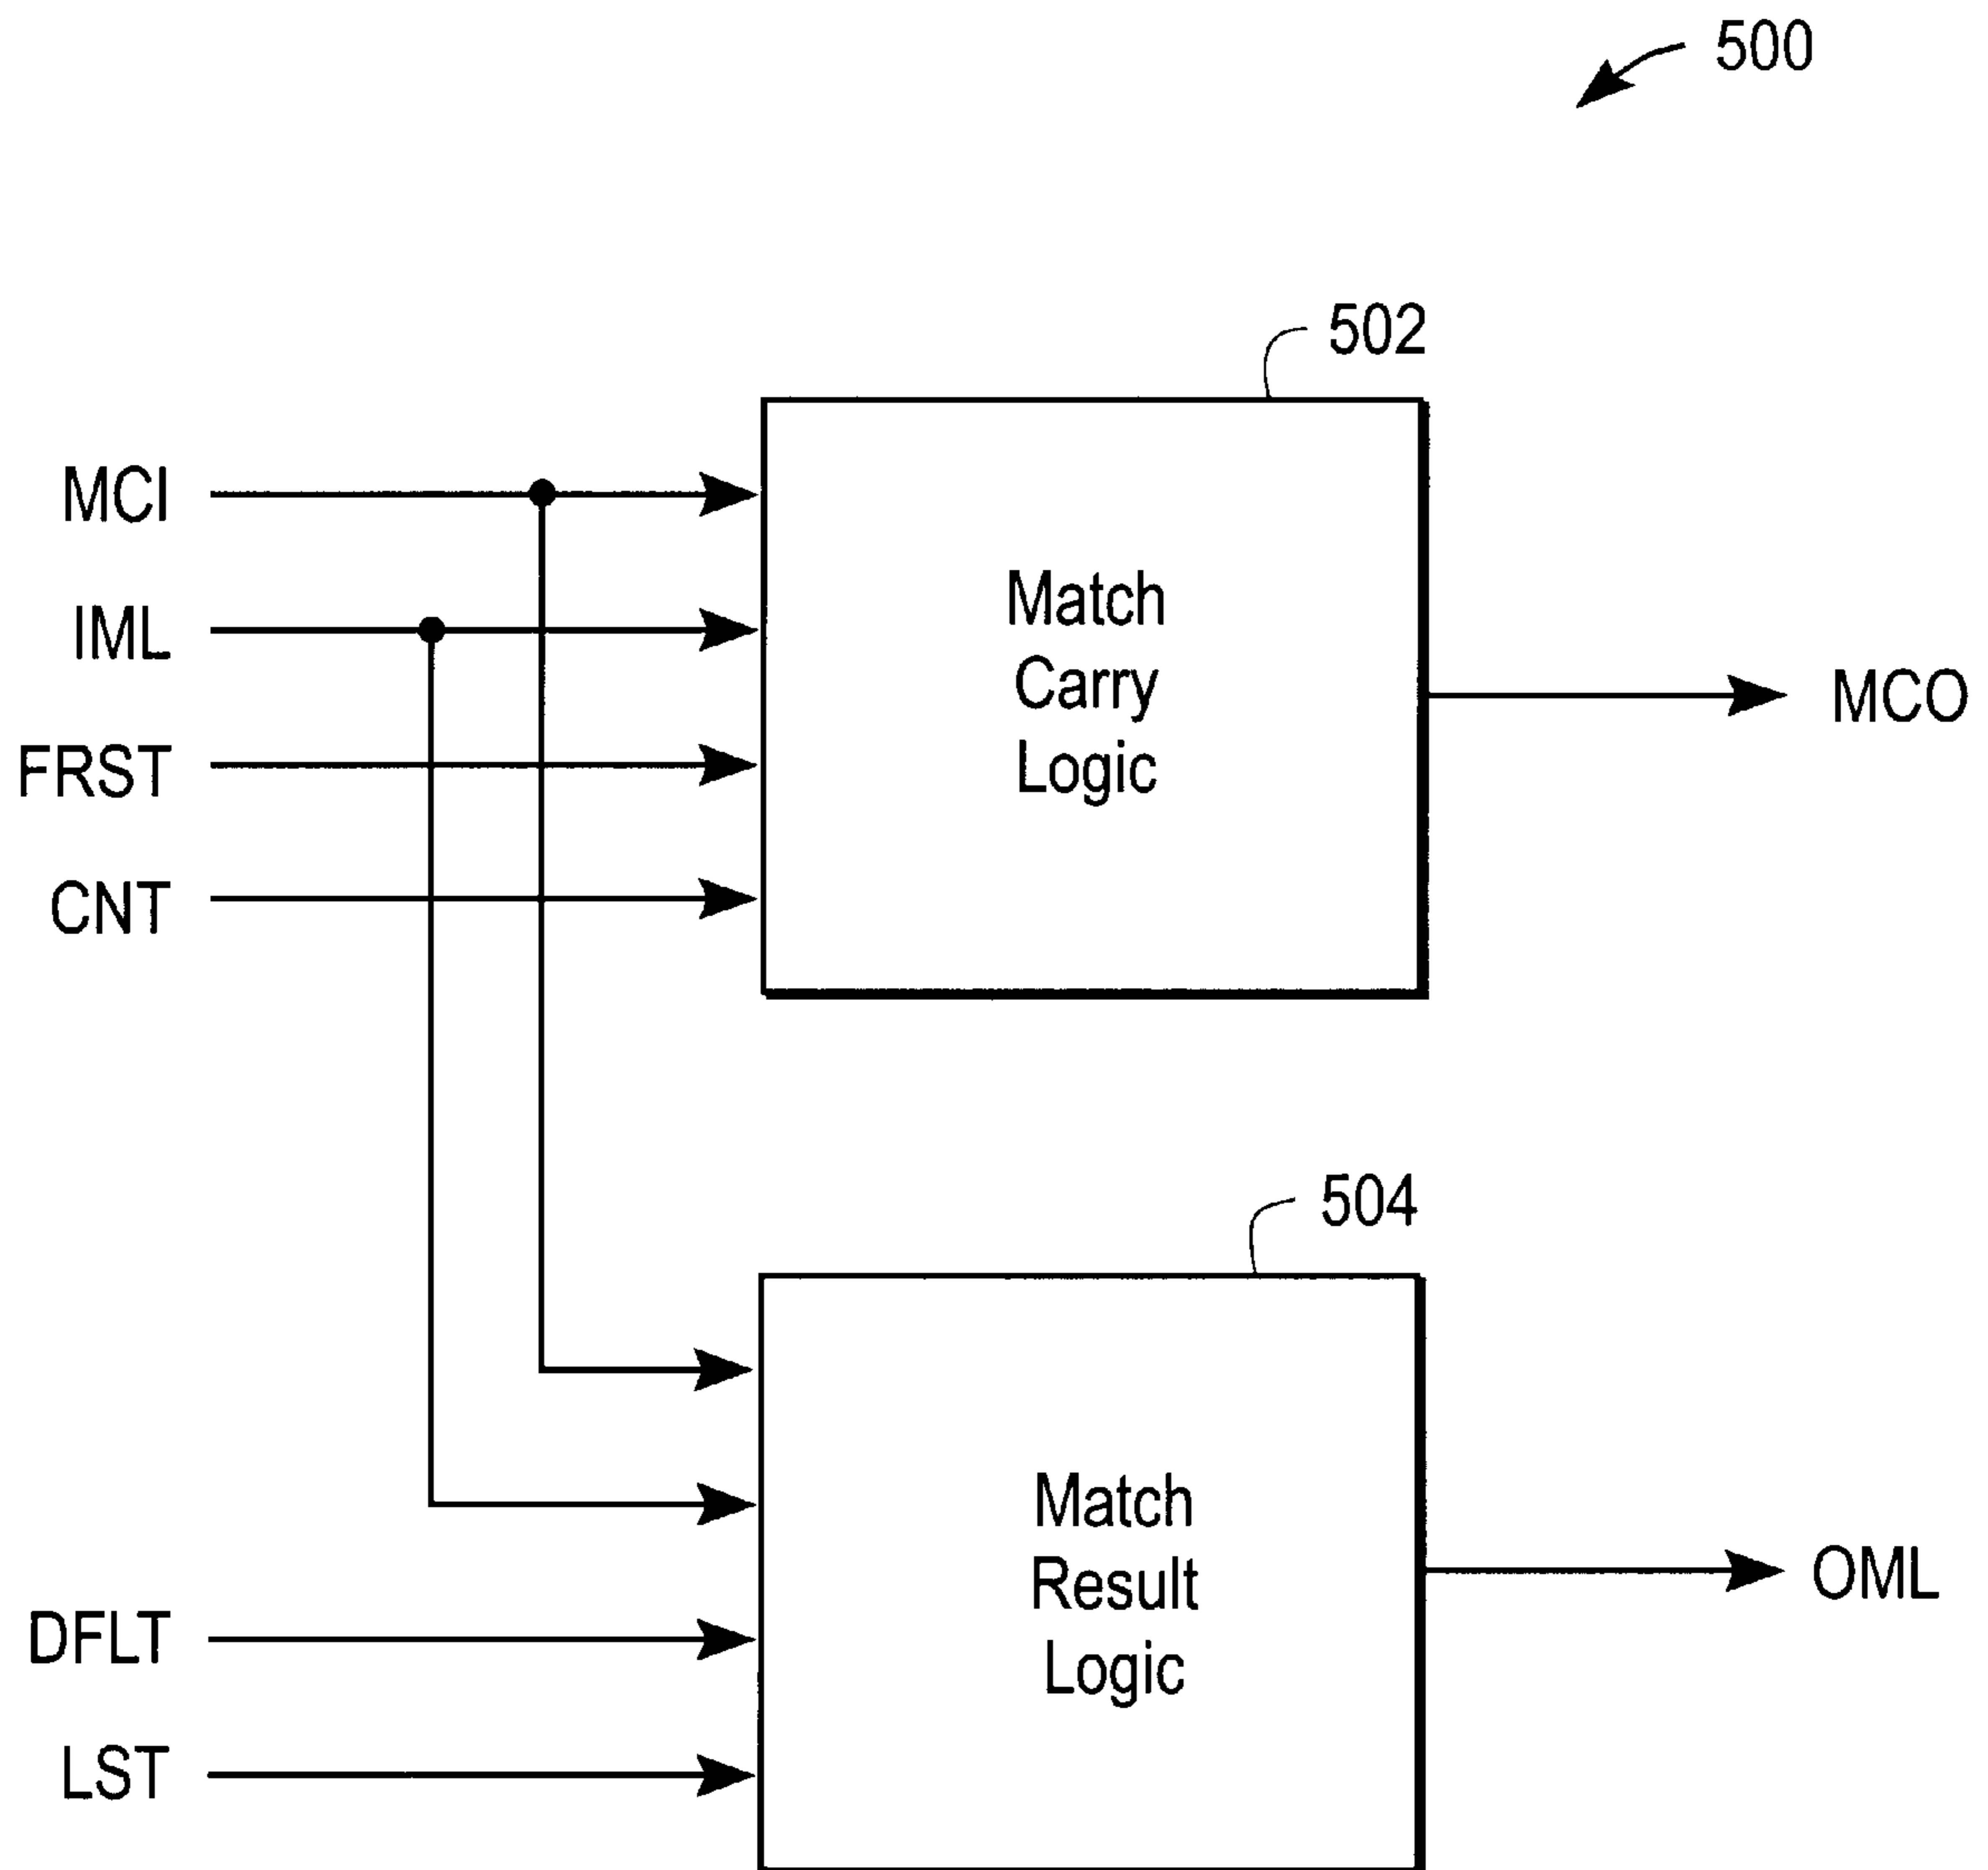 500
502
MCI
IML
FRST
CNT
Match
Carry
Logic
MCO
504
DFLT
LST
Match
Result
Logic
OML